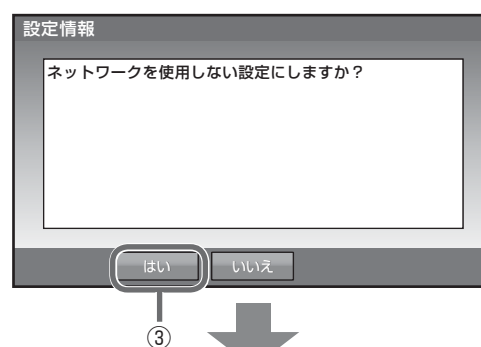 設定情報
ネットワークを使用しない設定にしますか？
はい いいえ
③